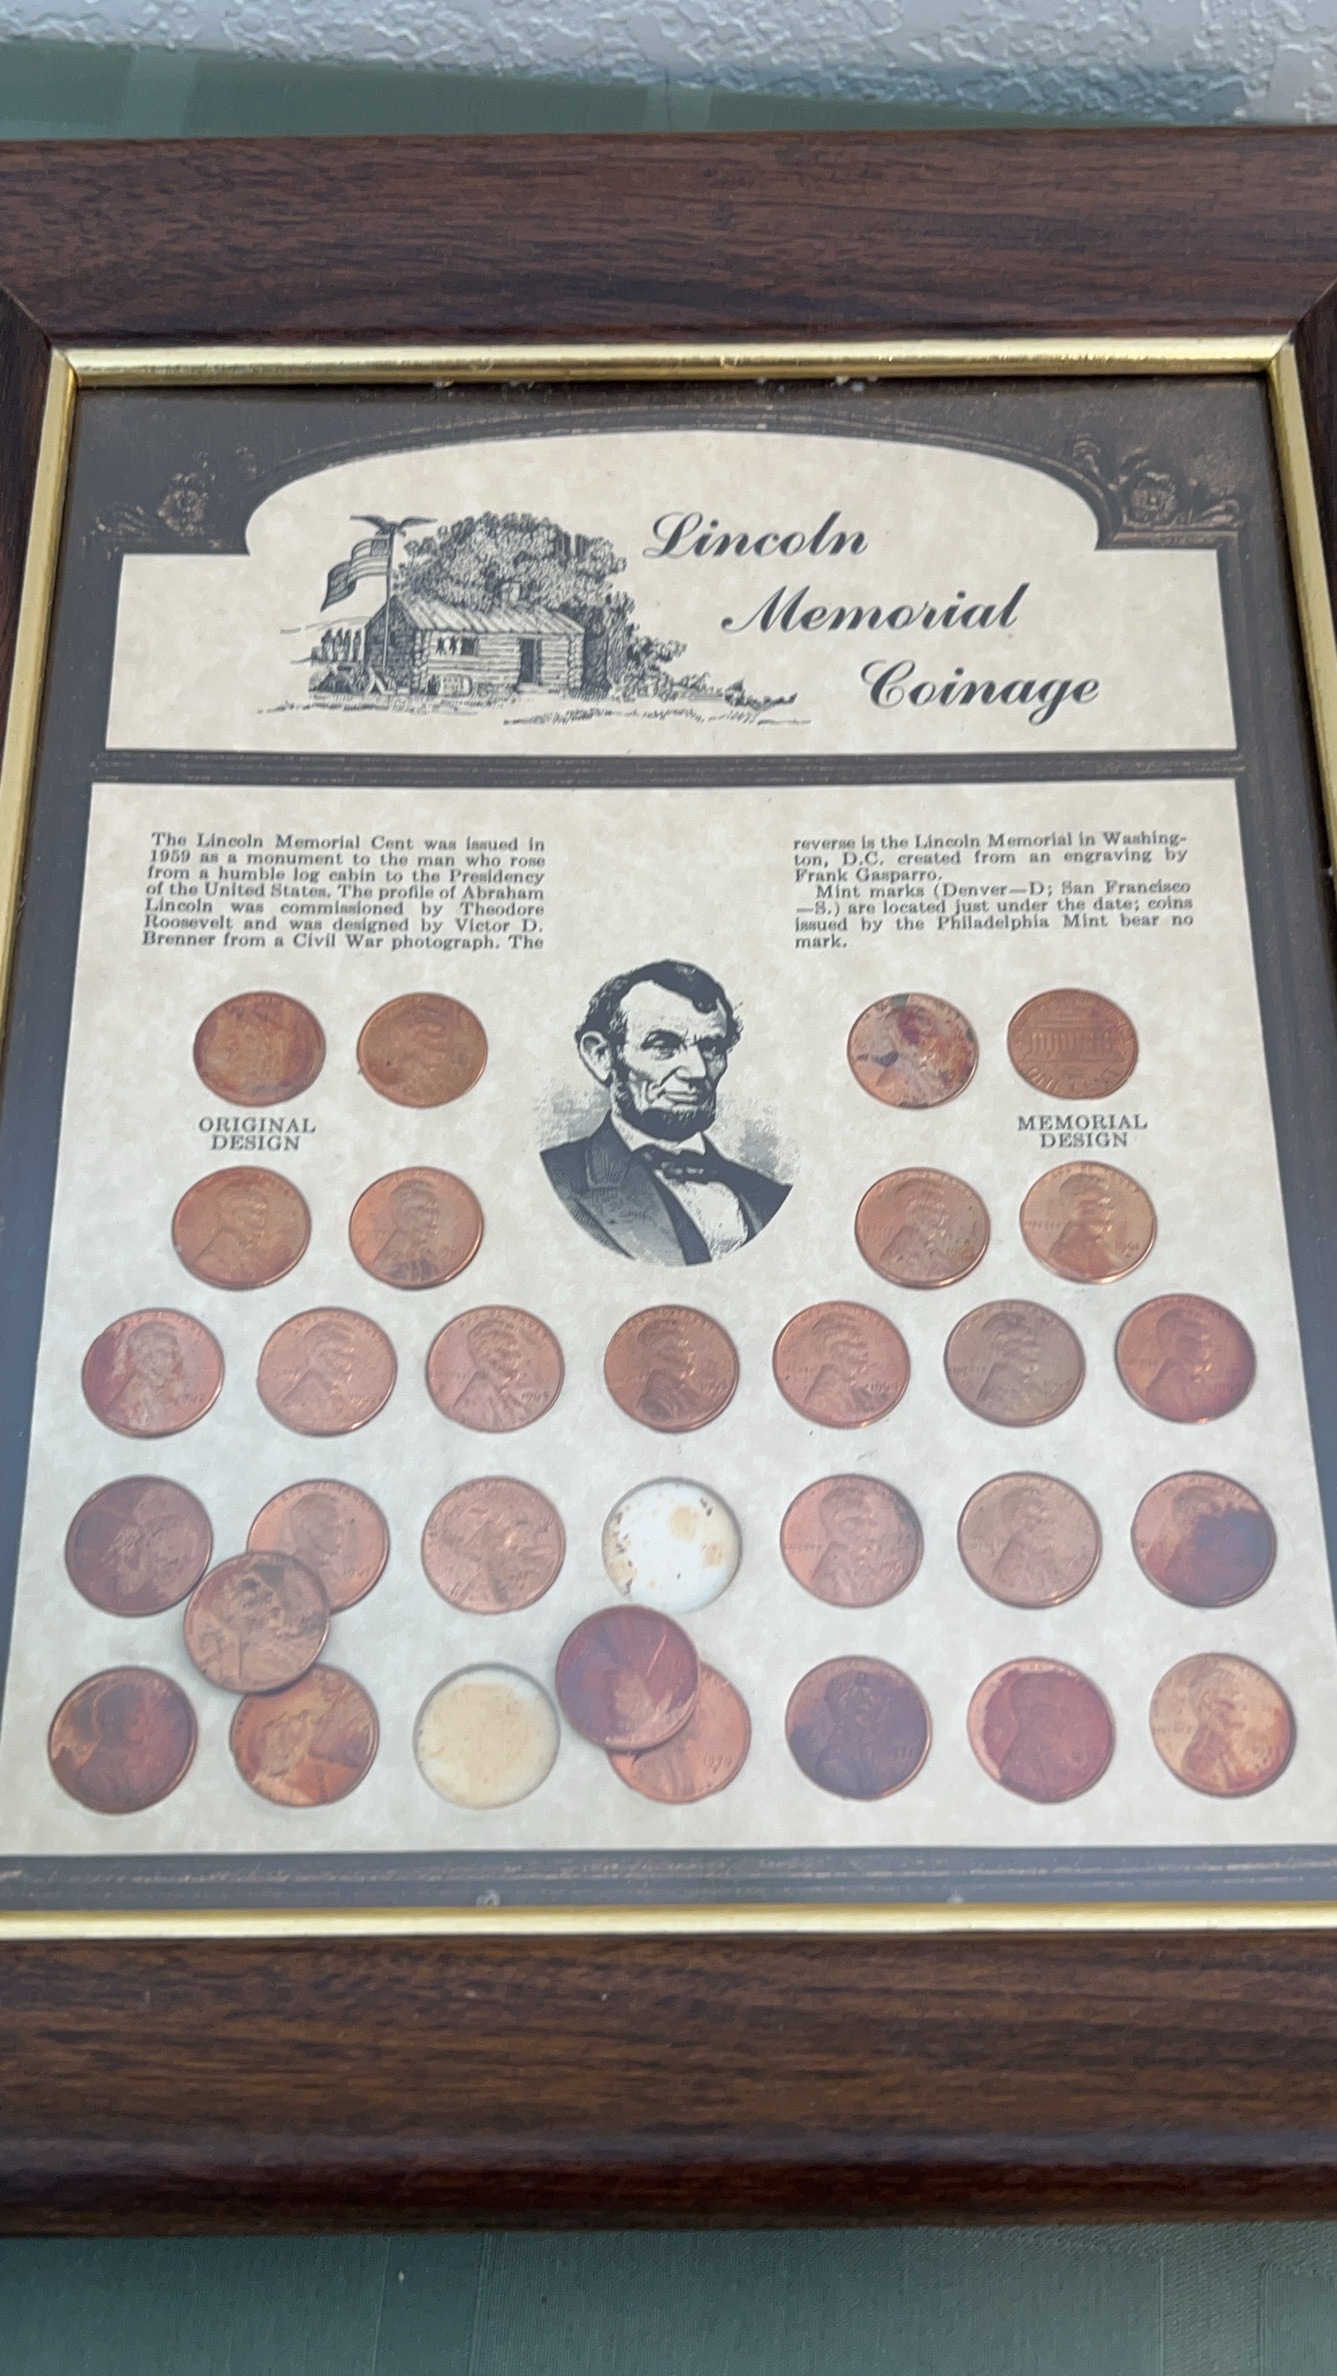 Lincoln
Memorial
Coinage
The Lincoln Memorial Cent was issued in
1959 as a monument to the man who rose
from a humble log cabin to the Presidency
of the United States. The profile of Abraham
Lincoln was commissioned by Theodore
Roosevelt and was designed by Victor D.
Brenner from a Civil War photograph. The
reverse is the Lincoln Memorial in Washing-
ton, D.C. created from an engraving by
Frank Gasparro.
Mint marks (Denver—D; San Francisco
—S.) are located just under the date; coins
issued by the Philadelphia Mint bear no
mark.
ORIGINAL
DESIGN
MEMORIAL
DESIGN